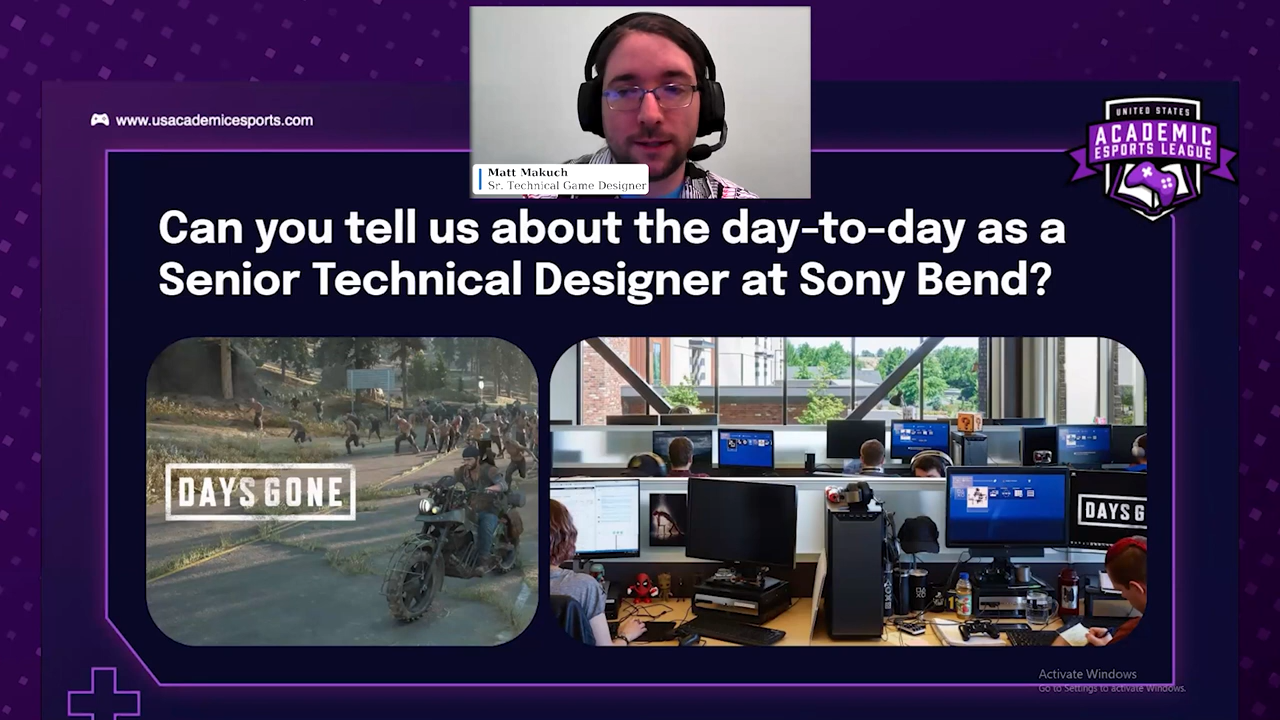 www.usacademicesports.com
Matt Makuch
Sr. Technical Game Designer
UNITED STATES
ACADEMIC
ESPORTS LEAGUE
Can you tell us about the day-to-day as a
Senior Technical Designer at Sony Bend?
DAYS GONE
DAYS G
Activate Windows
Go to Settings to activate Windows.